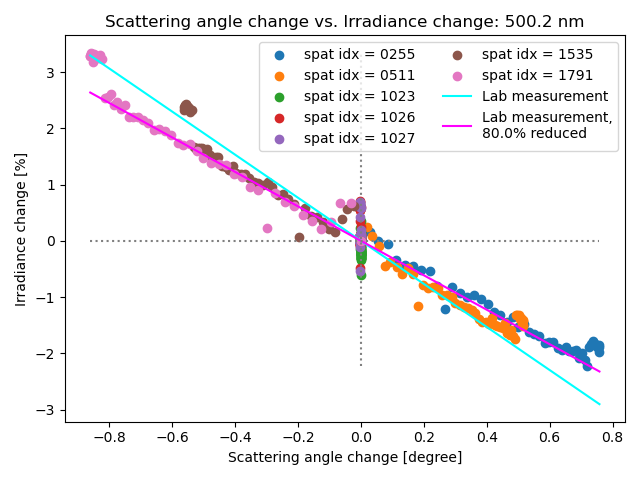 Scattering angle change vs. Irradiance change: 500.2 nm
spat idx = 0255
spat idx = 0511
spat idx = 1023
spat idx = 1026
spat idx = 1027
spat idx = 1535
spat idx = 1791
Lab measurement
Lab measurement,
80.0% reduced
Irradiance change [%]
3
2
1
0
−1
−2
−3
−0.8
−0.6
−0.4
−0.2
0.0
0.2
0.4
0.6
0.8
Scattering angle change [degree]